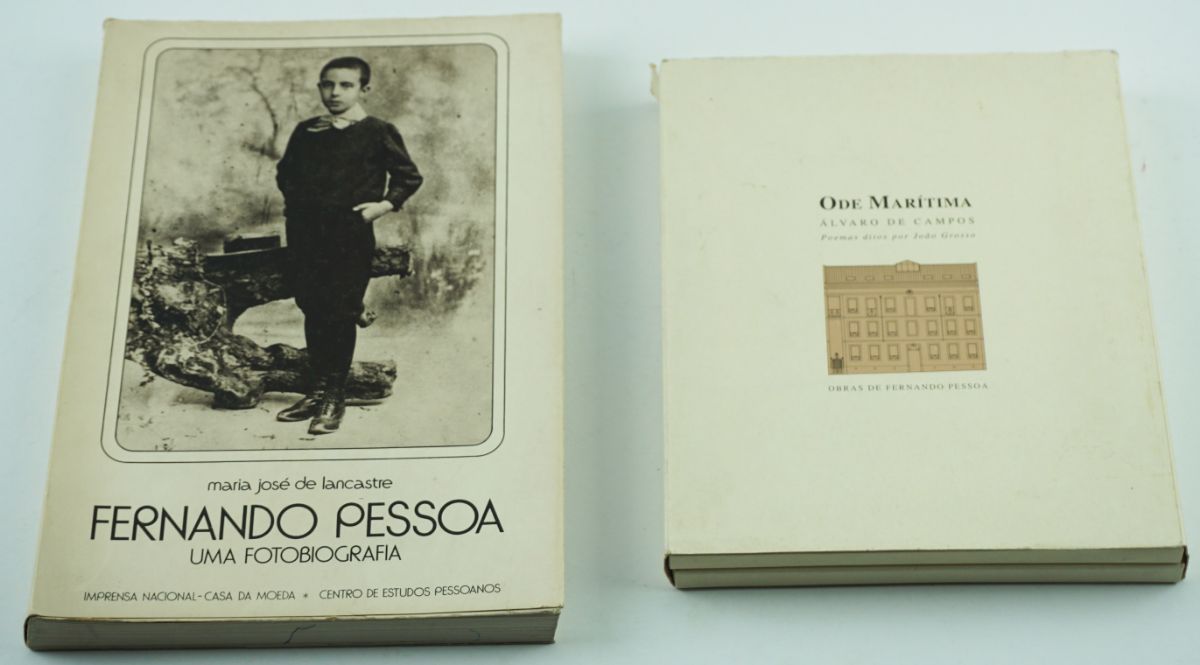 maria josé de lancastre
FERNANDO PESSOA
UMA FOTOBIOGRAFIA
IMPRENSA NACIONAL-CASA DA MOEDA * CENTRO DE ESTUDOS PESSOANOS
ODE MARÍTIMA
ÁLVARO DE CAMPOS
Poemas ditos por João Grosso
OBRAS DE FERNANDO PESSOA